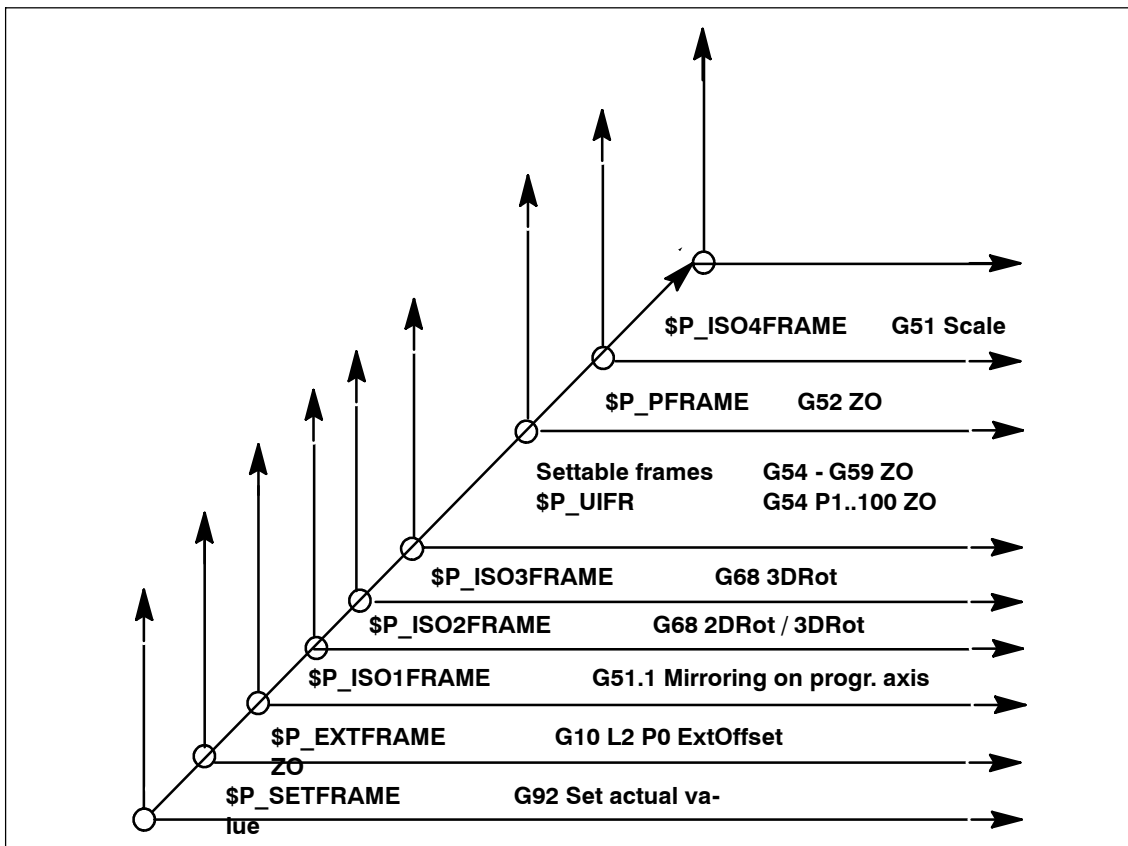 $P_ISO4FRAME G51 Scale
$P_PFRAME G52 ZO
Settable frames G54 - G59 ZO
$P_UIFR G54 P1..100 ZO
$P_ISO3FRAME G68 3DRot
$P_ISO2FRAME G68 2DRot / 3DRot
$P_ISO1FRAME G51.1 Mirroring on progr. axis
$P_EXTFRAME G10 L2 P0 ExtOffset
ZO
$P_SETFRAME G92 Set actual va-
lue